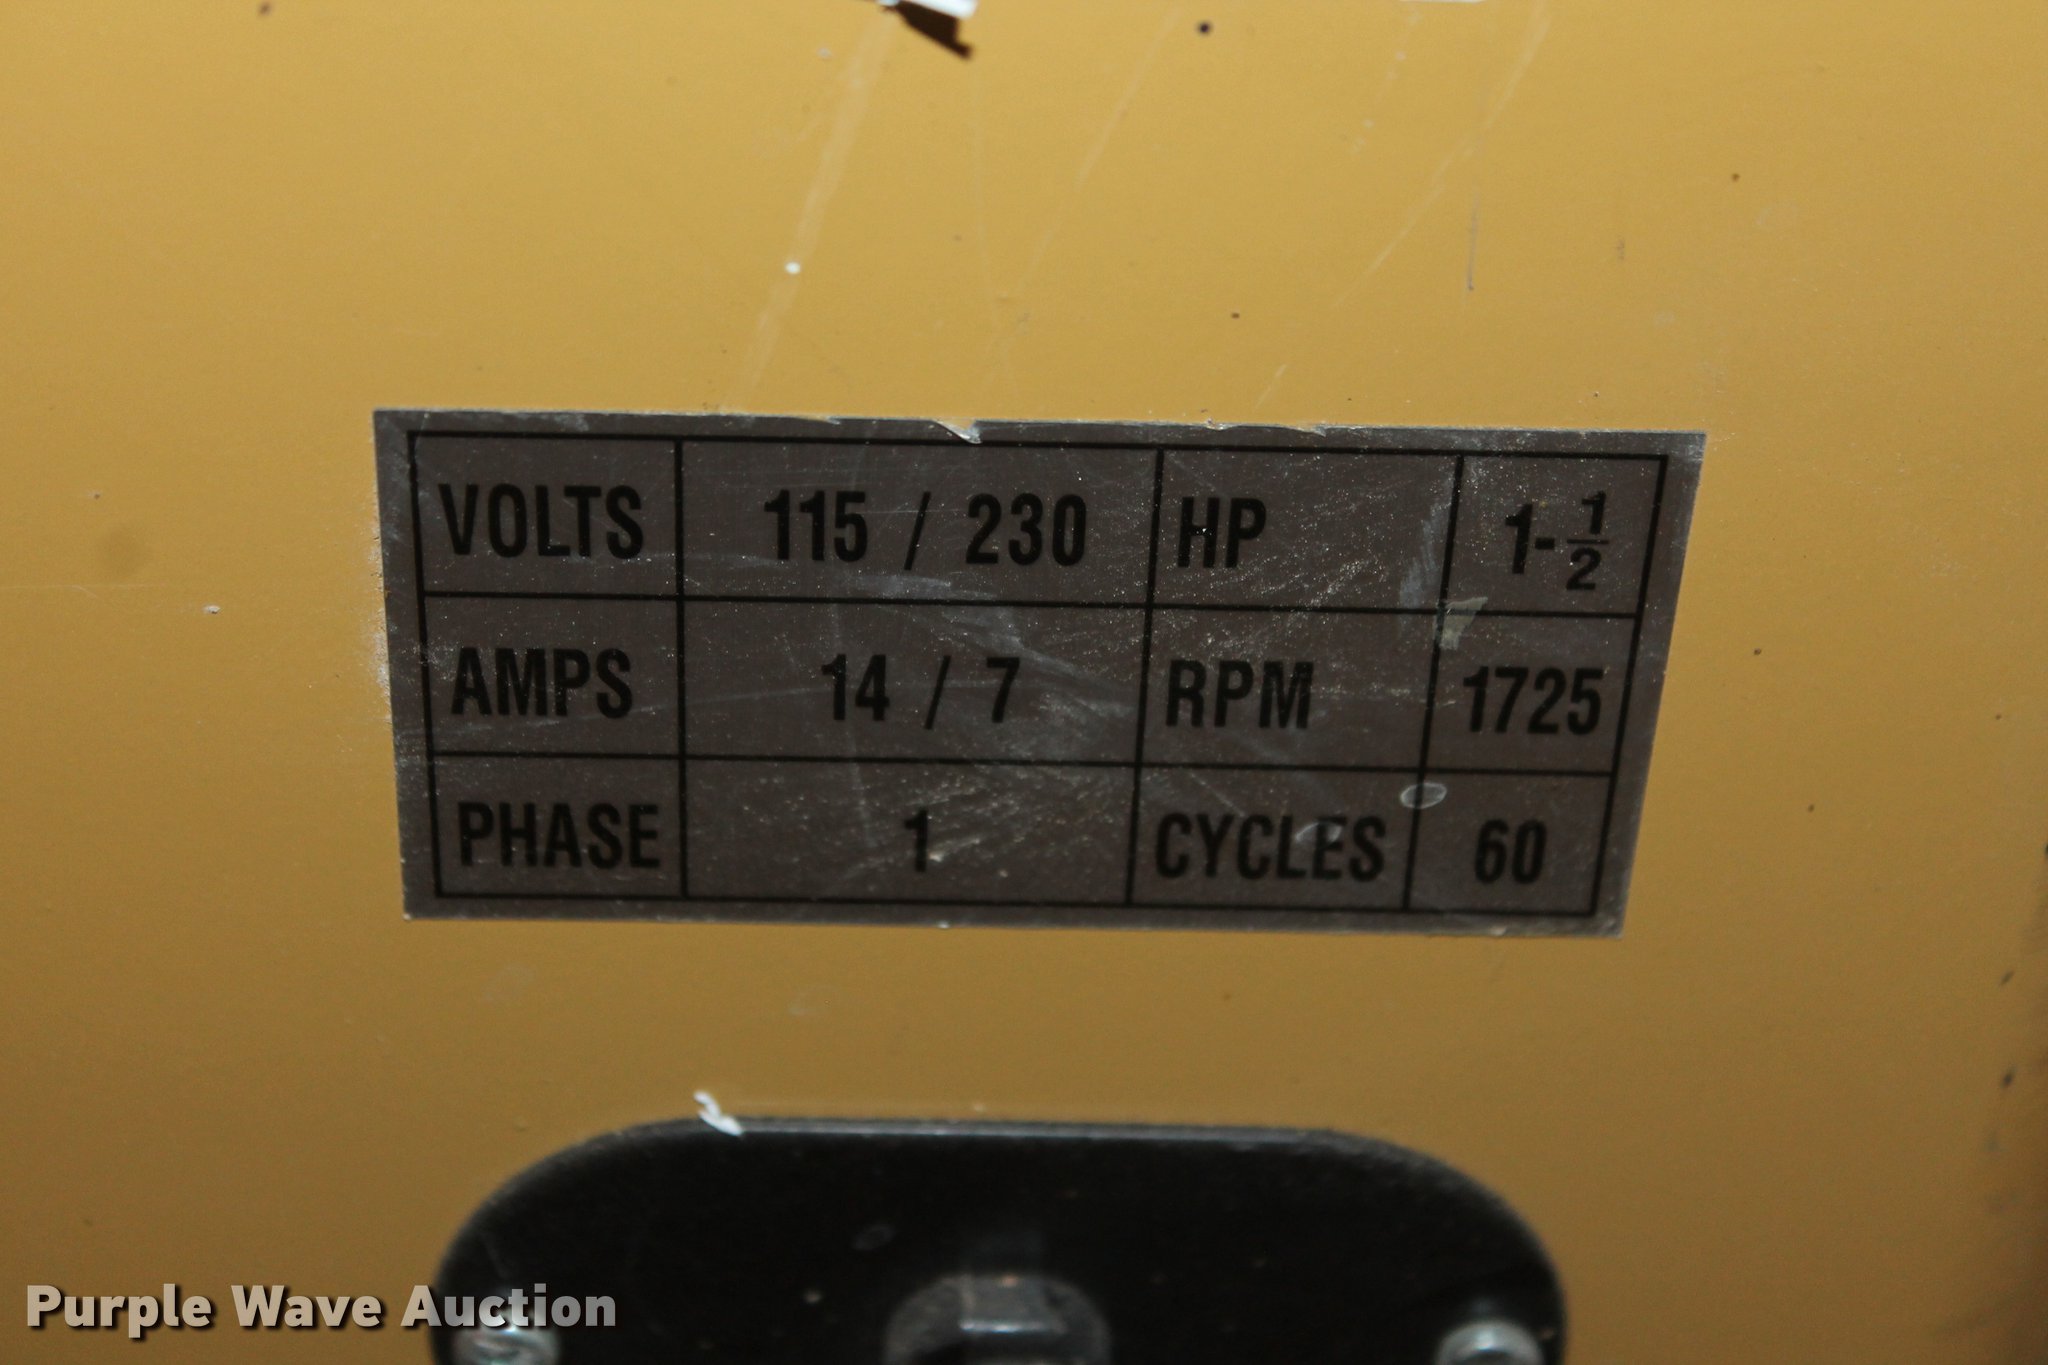 VOLTS 115 / 230 HP 1-1/2
AMPS 14 / 7 RPM 1725
PHASE 1 CYCLES 60
Purple Wave Auction